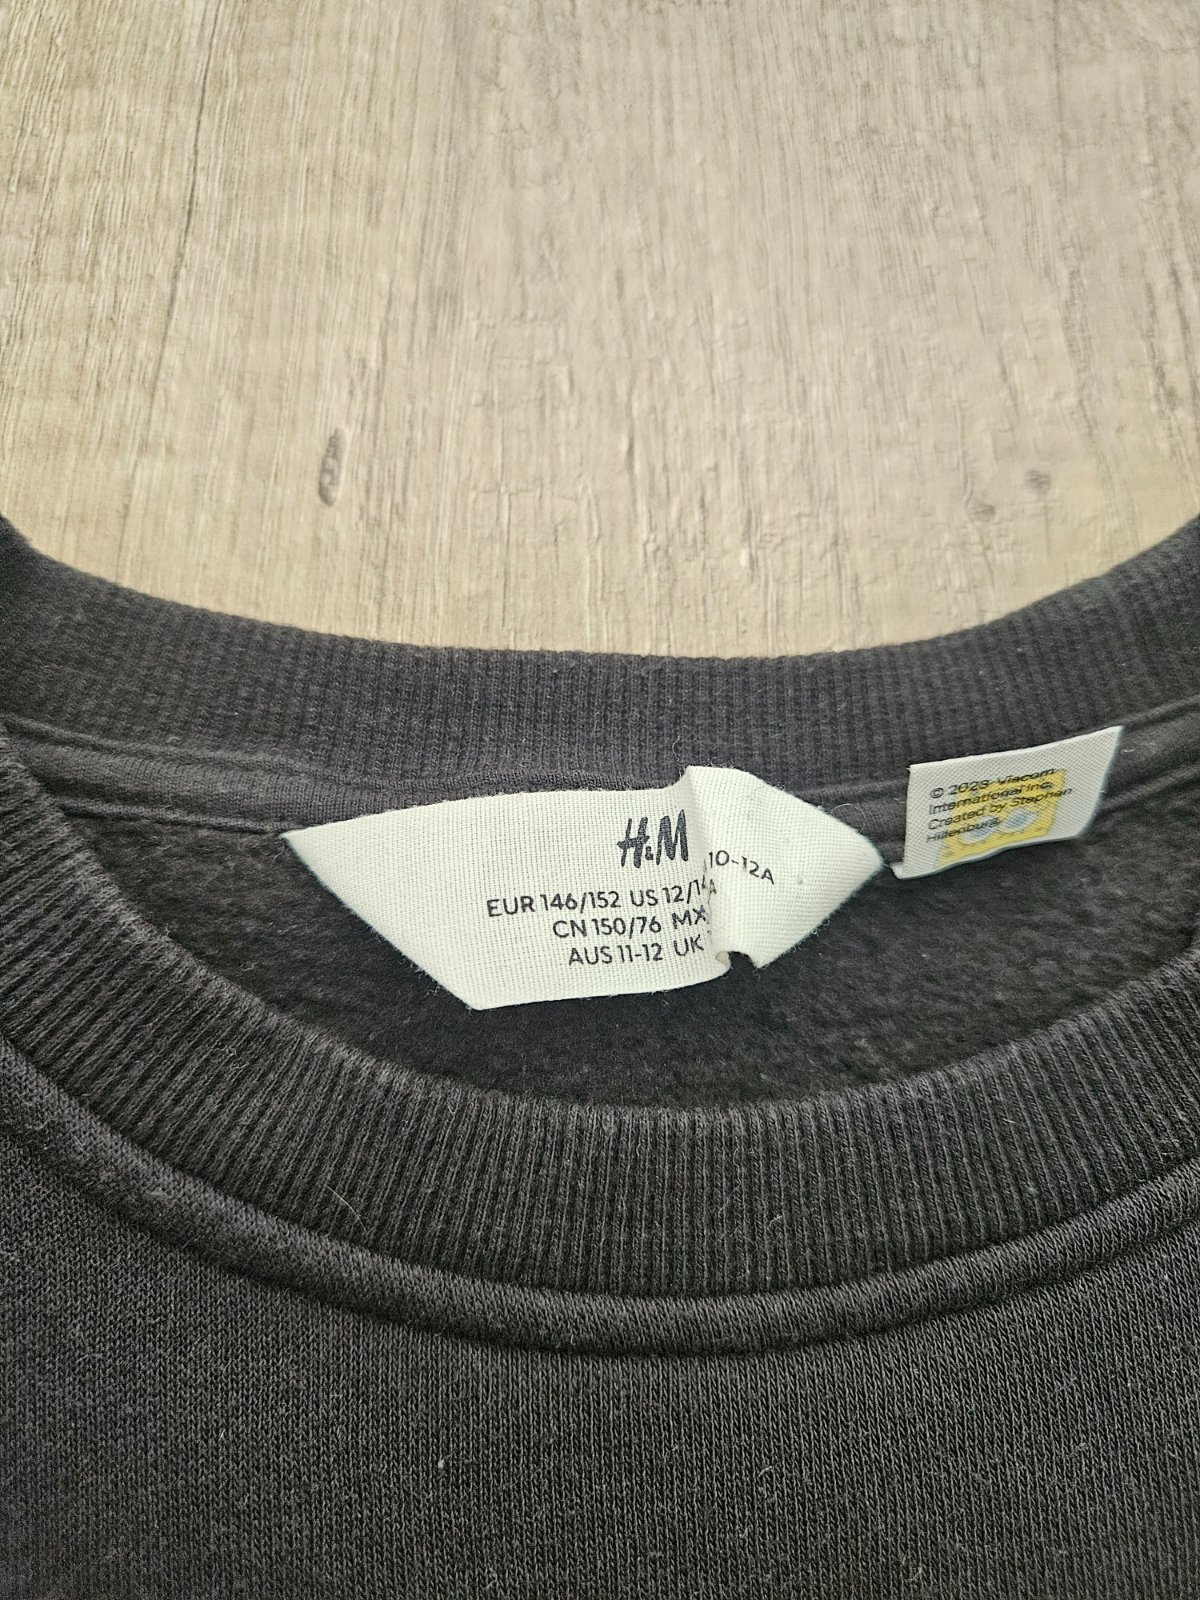 H&M
EUR 146/152 US 12/14
10-12A
CN 150/76 MX
A
AUS 11-12 UK
© 2023 Viacom
International Inc.
Created by Stephen
Hillenburg.